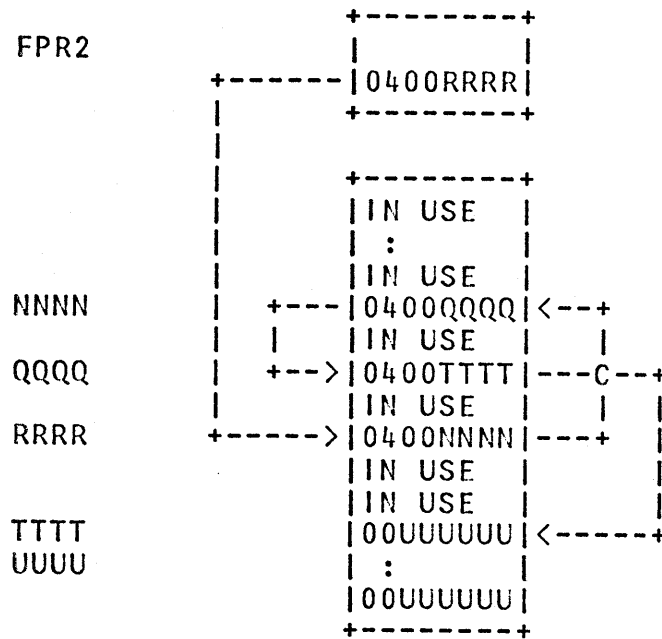 +--------+
FPR2 | |
+------|0400RRRR|
| +--------+
|
| +--------+
| |IN USE |
| | : |
| |IN USE |
NNNN | +---|0400QQQQ|<--+
| | |IN USE | |
QQQQ | +-->|0400TTTT|---C--+
| |IN USE | | |
RRRR +----->|0400NNNN|---+ |
|IN USE | |
|IN USE | |
TTTT |00UUUUUU|<-----+
UUUU | : |
|00UUUUUU|
+--------+